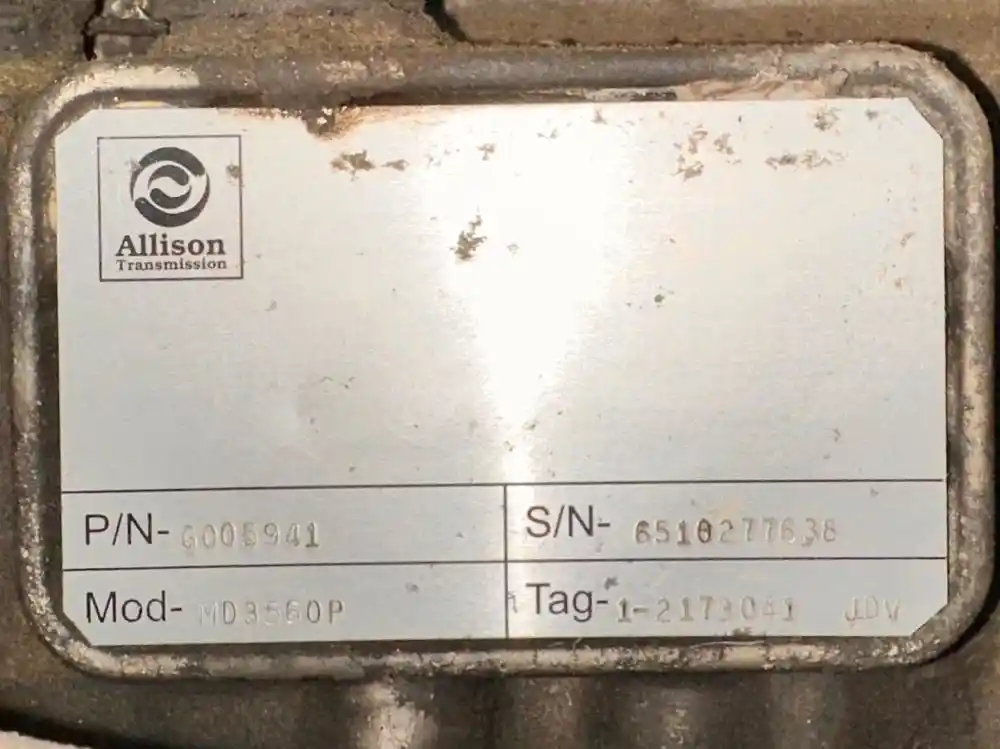 Allison
Transmission
P/N- 6005941
S/N- 6510277638
Mod- MD3560P
Tag- 1-2173041 JDV